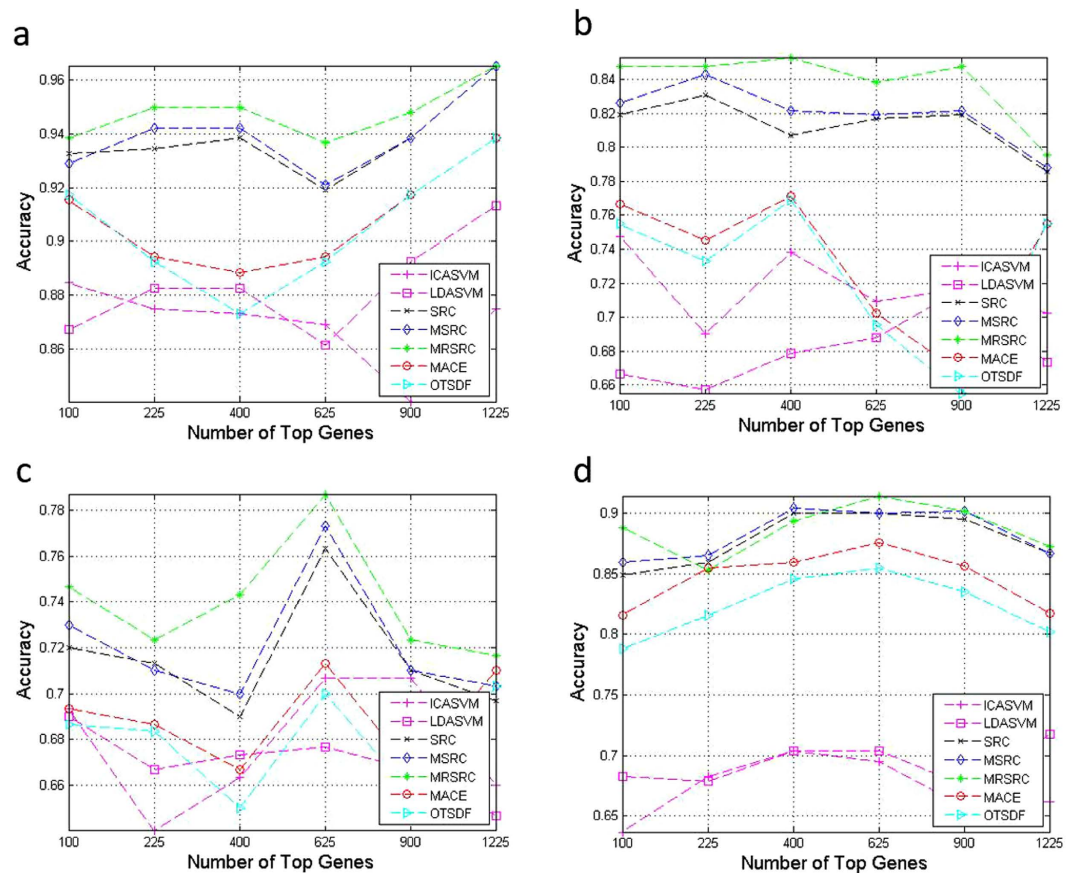 a
0.96
0.94
0.92
0.9
0.88
0.86
Accuracy
100 225 400 625 900 1225
Number of Top Genes
ICASVM
LDASVM
SRC
MSRC
MRSRC
MACE
OTSDF
b
0.84
0.82
0.8
0.78
0.76
0.74
0.72
0.7
0.68
0.66
Accuracy
100 225 400 625 900 1225
Number of Top Genes
ICASVM
LDASVM
SRC
MSRC
MRSRC
MACE
OTSDF
c
0.78
0.76
0.74
0.72
0.7
0.68
0.66
Accuracy
100 225 400 625 900 1225
Number of Top Genes
ICASVM
LDASVM
SRC
MSRC
MRSRC
MACE
OTSDF
d
0.9
0.85
0.8
0.75
0.7
0.65
Accuracy
100 225 400 625 900 1225
Number of Top Genes
ICASVM
LDASVM
SRC
MSRC
MRSRC
MACE
OTSDF